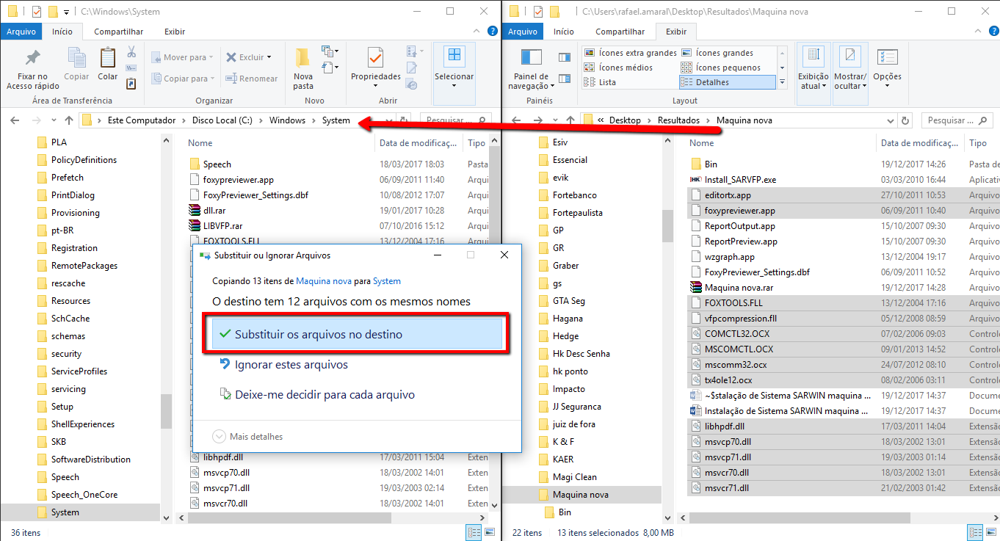 C:\Windows\System
Arquivo Início Compartilhar Exibir
Fixar no Acesso rápido
Copiar
Colar
Mover para
Copiar para
Excluir
Renomear
Nova pasta
Propriedades
Selecionar
Área de Transferência Organizar Novo Abrir
Este Computador > Disco Local (C:) > Windows > System
Pesquisar ...
PLA
PolicyDefinitions
Prefetch
PrintDialog
Provisioning
pt-BR
Registration
RemotePackages
rescache
Resources
SchCache
schemas
security
ServiceProfiles
servicing
Setup
ShellExperiences
SKB
SoftwareDistribution
Speech
Speech_OneCore
System
Nome Data de modificaç... Tipo
Speech 18/03/2017 18:03 Pasta
foxypreviewer.app 06/09/2011 11:40 Arqui
FoxyPreviewer_Settings.dbf 10/08/2012 17:07 Arqui
dll.rar 19/01/2017 10:28 Arqui
LIBVFP.rar 07/10/2016 15:12 Arqui
FOXTOOLS.FLL 13/12/2004 17:16 Arqui
Substituir ou Ignorar Arquivos
Copiando 13 itens de Maquina nova para System
O destino tem 12 arquivos com os mesmos nomes
Substituir os arquivos no destino
Ignorar estes arquivos
Deixe-me decidir para cada arquivo
Mais detalhes
libhpdf.dll 17/03/2011 15:04 Exten
msvcp70.dll 18/03/2002 14:01 Exten
msvcp71.dll 19/03/2003 02:14 Exten
msvcr70.dll 18/03/2002 14:01 Exten
36 itens
C:\Users\rafael.amaral\Desktop\Resultados\Maquina nova
Arquivo Início Compartilhar Exibir
Painel de navegação
Ícones extra grandes Ícones grandes
Ícones médios Ícones pequenos
Lista Detalhes
Exibição atual
Mostrar/ ocultar
Opções
Painéis Layout
« Desktop > Resultados > Maquina nova
Pesquisar ...
Esiv
Essencial
evik
Fortebanco
Fortepaulista
GP
GR
Graber
gs
GTA Seg
Hagana
Hedge
Hk Desc Senha
hk ponto
Impacto
JJ Seguranca
juiz de fora
K & F
KAER
Magi Clean
Maquina nova
Bin
Nome Data de modificaç... Tipo
Bin 19/12/2017 14:26 Pasta de
Install_SARVFP.exe 03/03/2010 16:44 Aplicativ
editortx.app 27/10/2011 10:53 Arquivo
foxypreviewer.app 06/09/2011 11:40 Arquivo
ReportOutput.app 15/10/2007 09:30 Arquivo
ReportPreview.app 15/10/2007 09:30 Arquivo
wzgraph.app 13/12/2004 19:17 Arquivo
FoxyPreviewer_Settings.dbf 06/09/2011 10:52 Arquivo
Maquina nova.rar 19/12/2017 14:28 Arquivo
FOXTOOLS.FLL 13/12/2004 17:16 Arquivo
vfpcompression.fll 05/12/2008 08:59 Arquivo
COMCTL32.OCX 07/02/2006 09:03 Controle
MSCOMCTL.OCX 09/01/2013 14:52 Controle
mscomm32.ocx 24/07/2012 08:10 Controle
tx4ole12.ocx 08/02/2006 03:11 Controle
~$stalação de Sistema SARWIN maquina ... 19/12/2017 14:37 Docume
Instalação de Sistema SARWIN maquina ... 19/12/2017 14:37 Docume
libhpdf.dll 17/03/2011 14:04 Extensão
msvcp70.dll 18/03/2002 13:01 Extensão
msvcp71.dll 19/03/2003 01:14 Extensão
msvcr70.dll 18/03/2002 13:01 Extensão
msvcr71.dll 21/02/2003 01:42 Extensão
22 itens 13 itens selecionados 8,00 MB